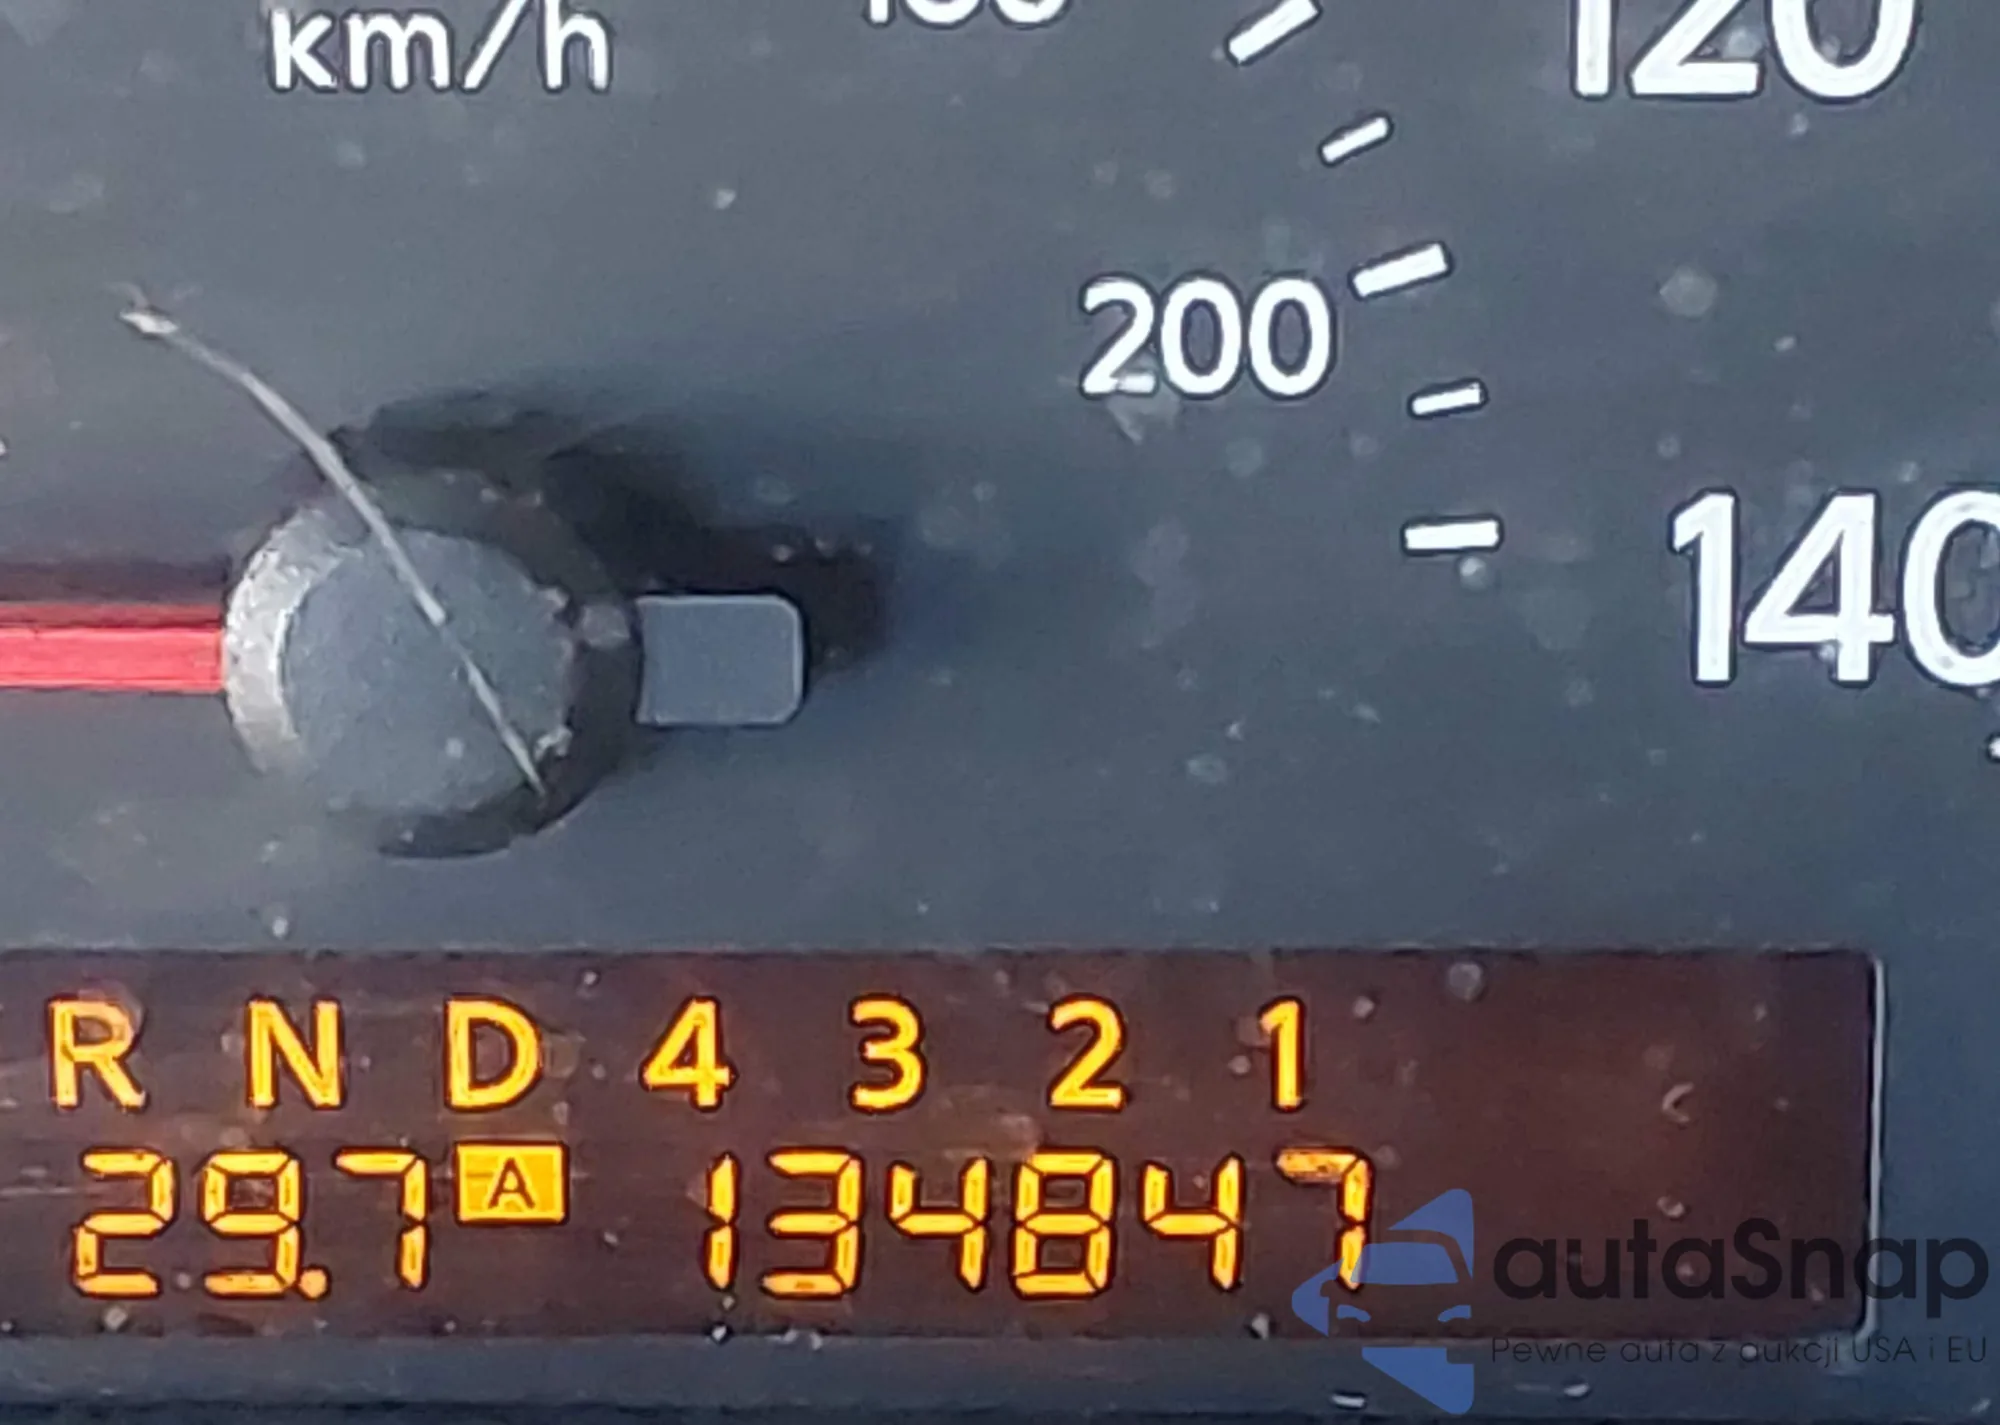 km/h
120
200
140
R N D 4 3 2 1
29.7 A 134847
autaSnap
Pewne auta z aukcji USA i EU